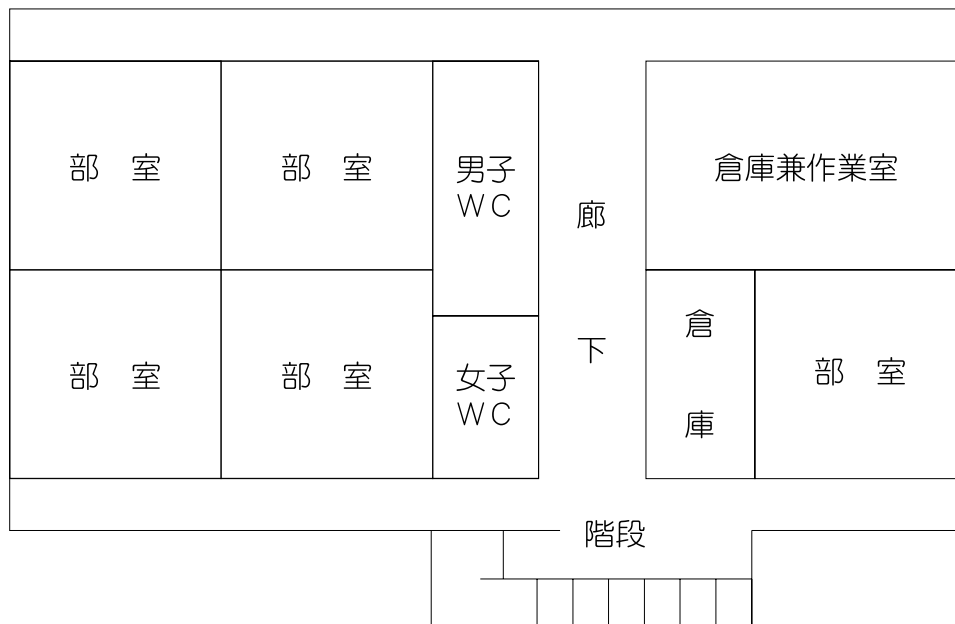 部　室
部　室
男子
ＷＣ
廊
下
倉庫兼作業室
部　室
部　室
女子
ＷＣ
倉
庫
部　室
階段